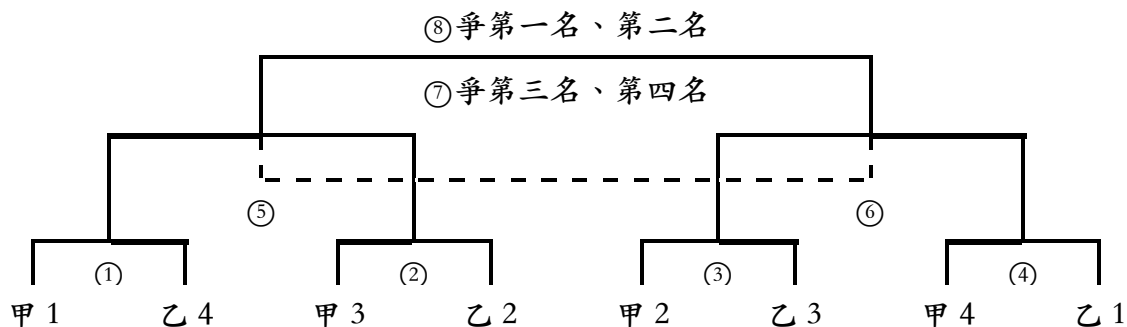 ⑧爭第一名、第二名
⑦爭第三名、第四名
⑤ ⑥
① ② ③ ④
甲1 乙4 甲3 乙2 甲2 乙3 甲4 乙1